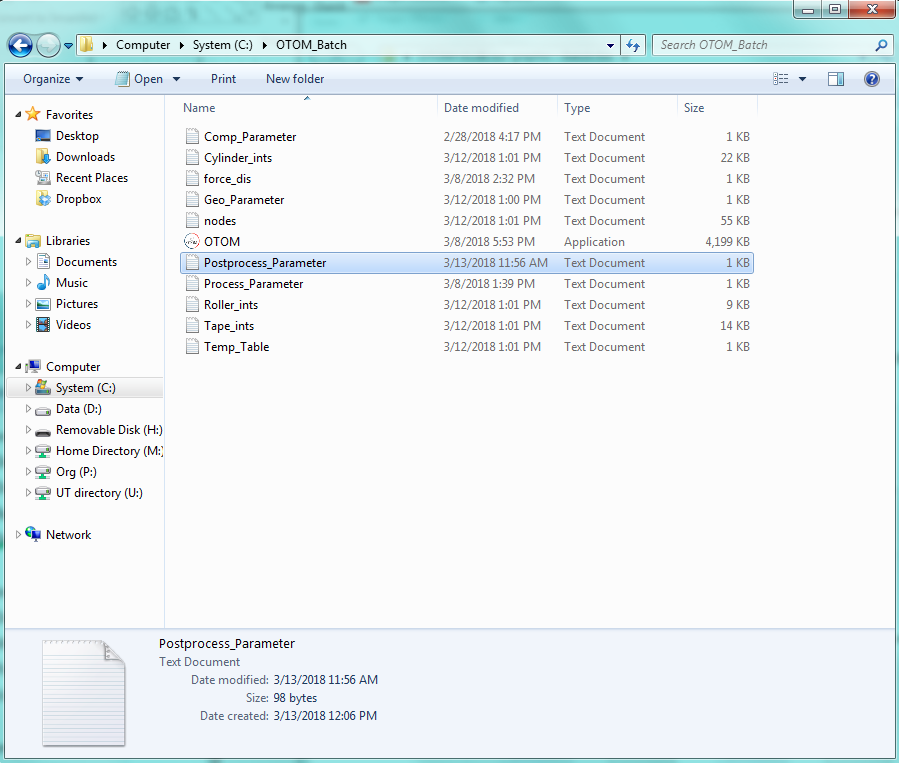 Computer System (C:) OTOM_Batch
Search OTOM_Batch
Organize Open Print New folder
Name Date modified Type Size
Favorites
Desktop
Downloads
Recent Places
Dropbox
Libraries
Documents
Music
Pictures
Videos
Computer
System (C:)
Data (D:)
Removable Disk (H:)
Home Directory (M:)
Org (P:)
UT directory (U:)
Network
Comp_Parameter 2/28/2018 4:17 PM Text Document 1 KB
Cylinder_ints 3/12/2018 1:01 PM Text Document 22 KB
force_dis 3/8/2018 2:32 PM Text Document 1 KB
Geo_Parameter 3/12/2018 1:00 PM Text Document 1 KB
nodes 3/12/2018 1:01 PM Text Document 55 KB
OTOM 3/8/2018 5:53 PM Application 4,199 KB
Postprocess_Parameter 3/13/2018 11:56 AM Text Document 1 KB
Process_Parameter 3/8/2018 1:39 PM Text Document 1 KB
Roller_ints 3/12/2018 1:01 PM Text Document 9 KB
Tape_ints 3/12/2018 1:01 PM Text Document 14 KB
Temp_Table 3/12/2018 1:01 PM Text Document 1 KB
Postprocess_Parameter
Text Document
Date modified: 3/13/2018 11:56 AM
Size: 98 bytes
Date created: 3/13/2018 12:06 PM